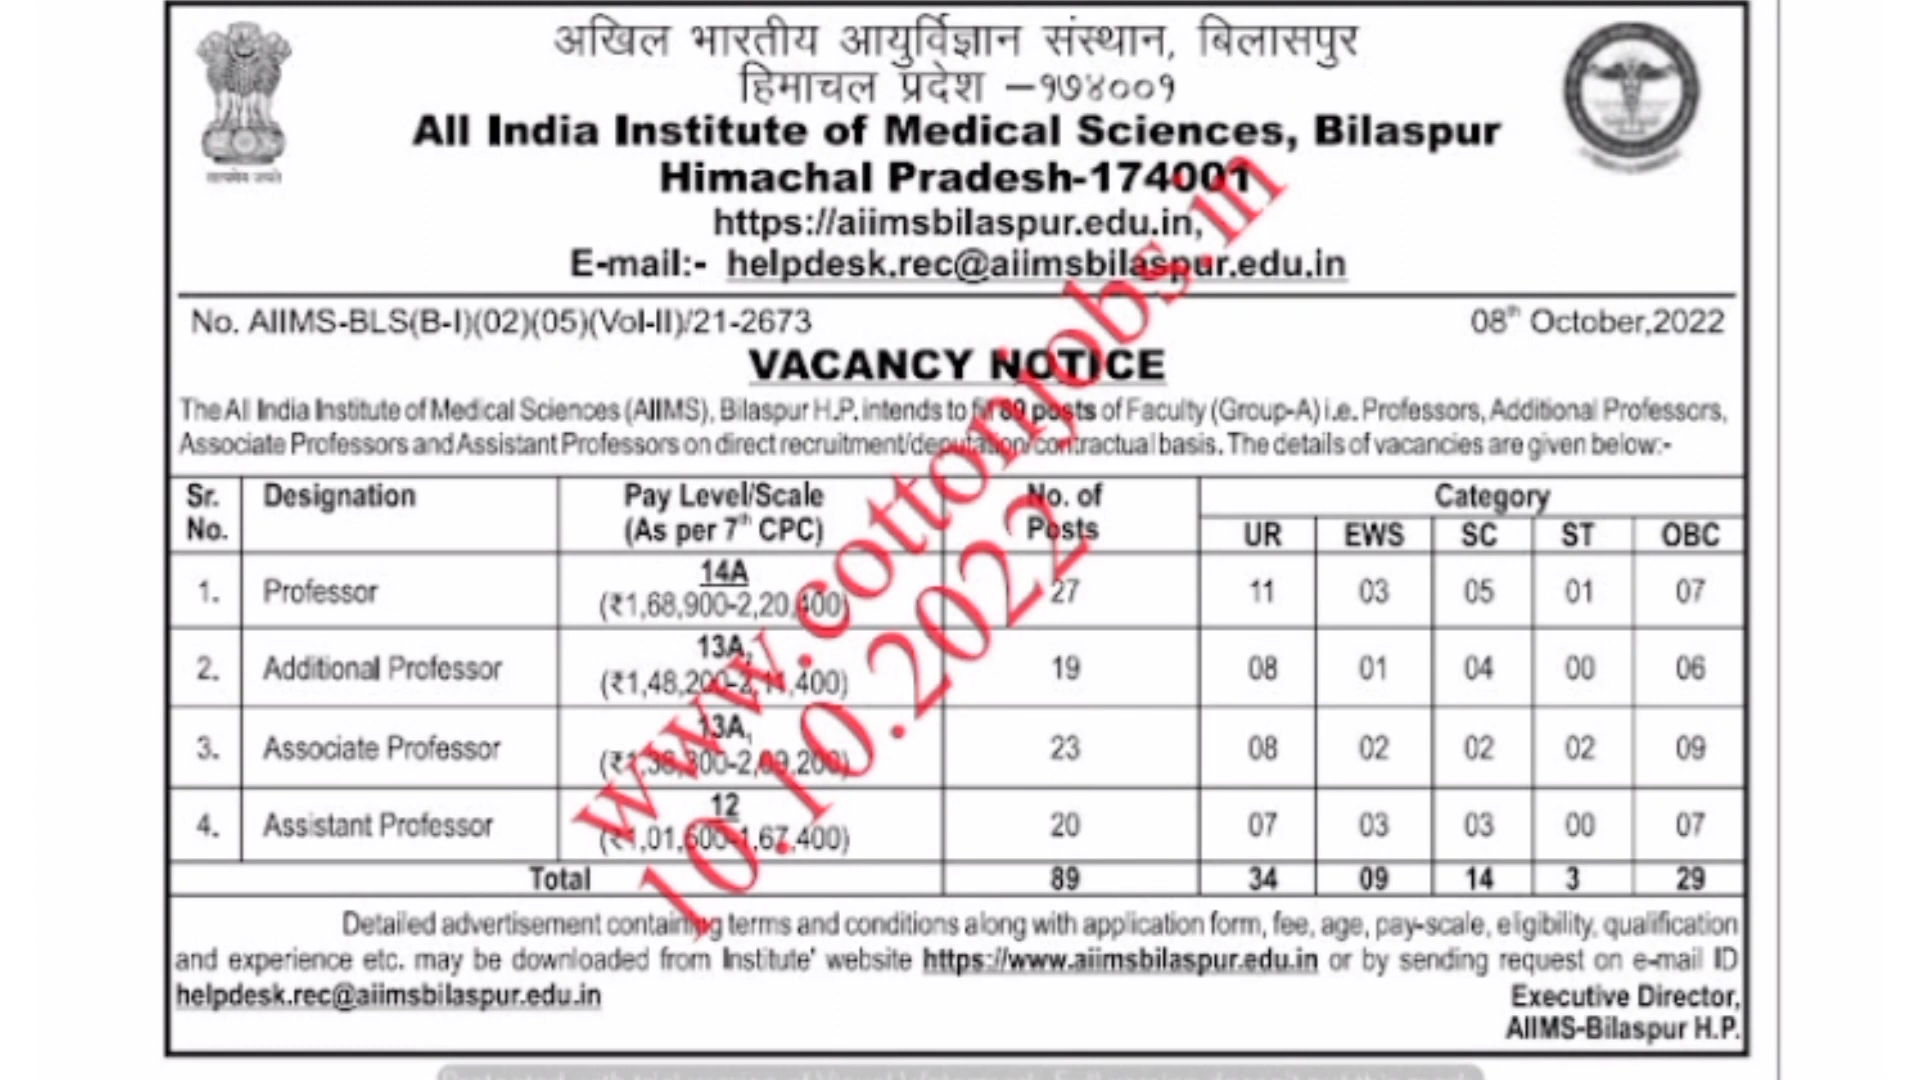 अखिल भारतीय आयुर्विज्ञान संस्थान, बिलासपुर
हिमाचल प्रदेश –१७४००१
All India Institute of Medical Sciences, Bilaspur
Himachal Pradesh-174001
https://aiimsbilaspur.edu.in,
E-mail:- helpdesk.rec@aiimsbilaspur.edu.in
सत्यमेव जयते
No. AIIMS-BLS(B-I)(02)(05)(Vol-II)/21-2673 08th October,2022
VACANCY NOTICE
The All India Institute of Medical Sciences (AIIMS), Bilaspur H.P. intends to fill 89 posts of Faculty (Group-A) i.e. Professors, Additional Professors,
Associate Professors and Assistant Professors on direct recruitment/deputation/contractual basis. The details of vacancies are given below:-
Sr. No. Designation Pay Level/Scale (As per 7th CPC) No. of Posts Category
UR EWS SC ST OBC
1. Professor 14A (₹1,68,900-2,20,400) 27 11 03 05 01 07
2. Additional Professor 13A, (₹1,48,200-2,11,400) 19 08 01 04 00 06
3. Associate Professor 13A, (₹1,38,300-2,09,200) 23 08 02 02 02 09
4. Assistant Professor 12 (₹1,01,500-1,67,400) 20 07 03 03 00 07
Total 89 34 09 14 3 29
Detailed advertisement containing terms and conditions along with application form, fee, age, pay-scale, eligibility, qualification
and experience etc. may be downloaded from Institute' website https://www.aiimsbilaspur.edu.in or by sending request on e-mail ID
helpdesk.rec@aiimsbilaspur.edu.in
Executive Director,
AIIMS-Bilaspur H.P.
www.cottonjobs.in
10.10.2022